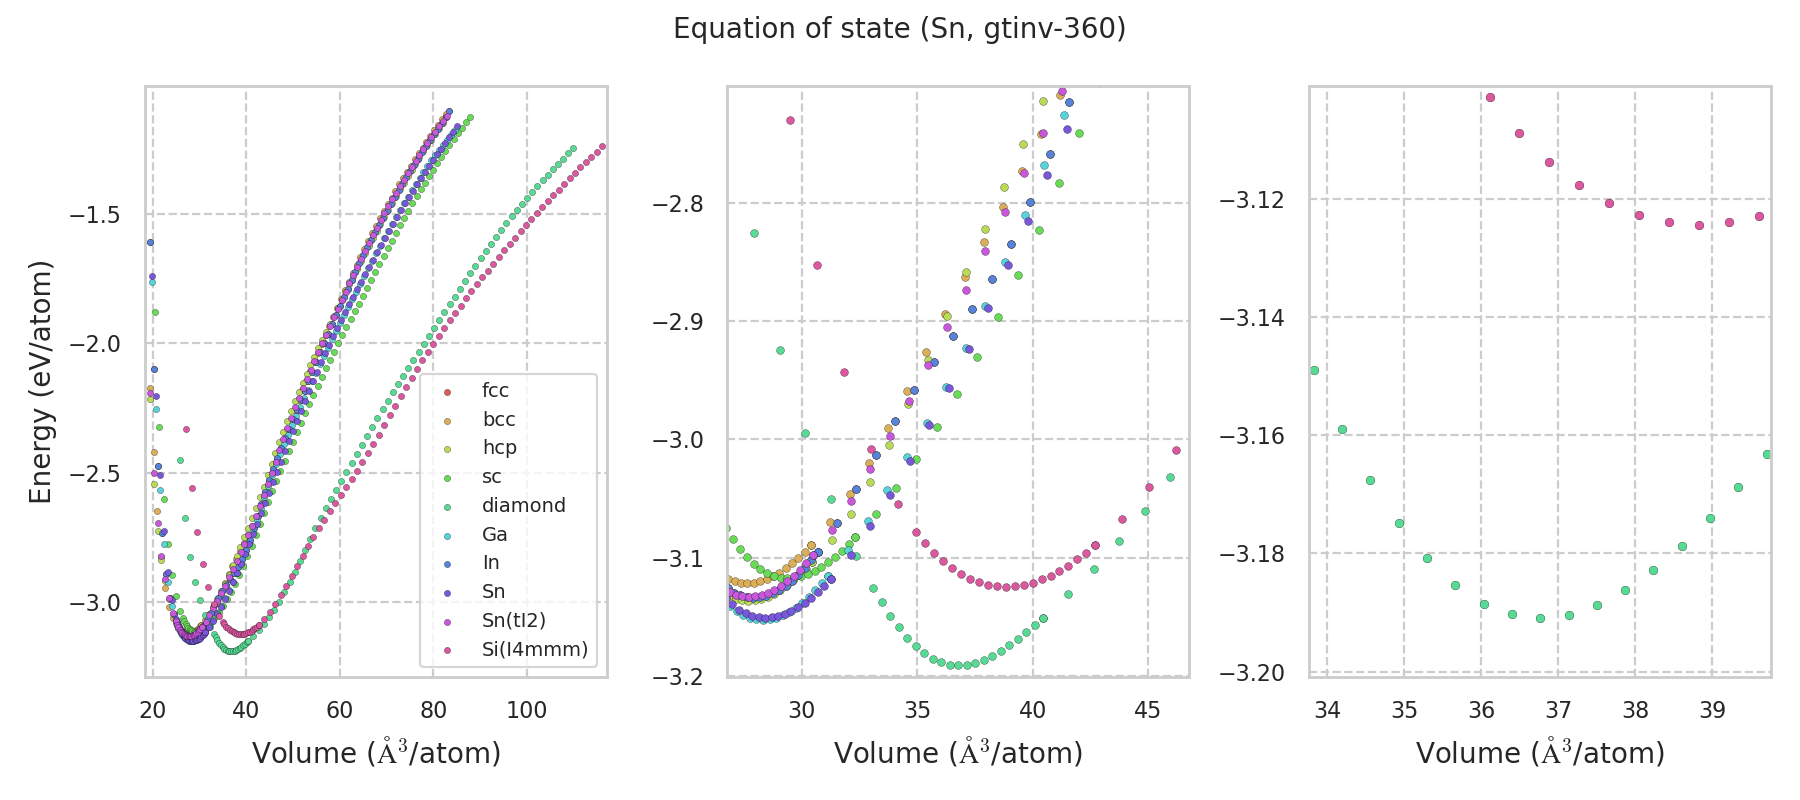 Equation of state (Sn, gtinv-360)
Energy (eV/atom)
−1.5
−2.0
−2.5
−3.0
20 40 60 80 100
Volume (Å³/atom)
fcc
bcc
hcp
sc
diamond
Ga
In
Sn
Sn(tI2)
Si(I4mmm)
−2.8
−2.9
−3.0
−3.1
−3.2
30 35 40 45
Volume (Å³/atom)
−3.12
−3.14
−3.16
−3.18
−3.20
34 35 36 37 38 39
Volume (Å³/atom)